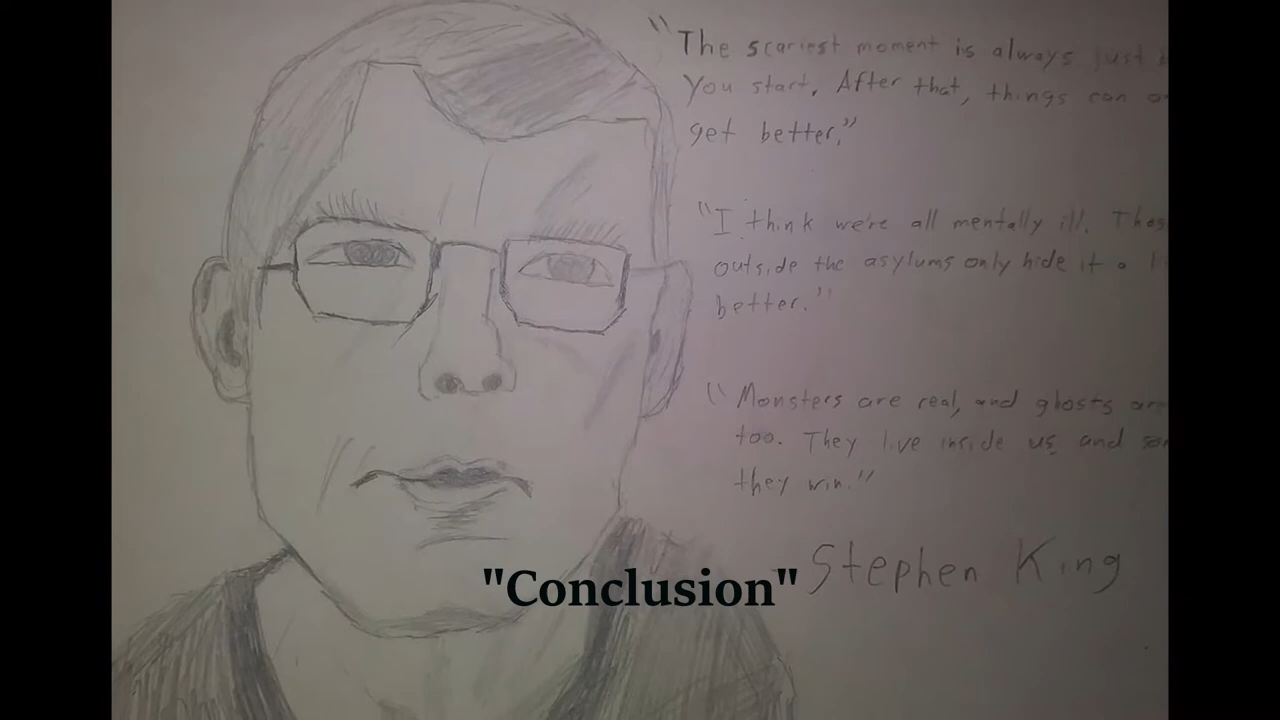 "The scariest moment is always just
You start. After that, things can
get better."
"I think we're all mentally ill.
outside the asylums only hide it a
better."
"Monsters are real, and ghosts are
too. They live inside us, and
they win."
Stephen King
"Conclusion"